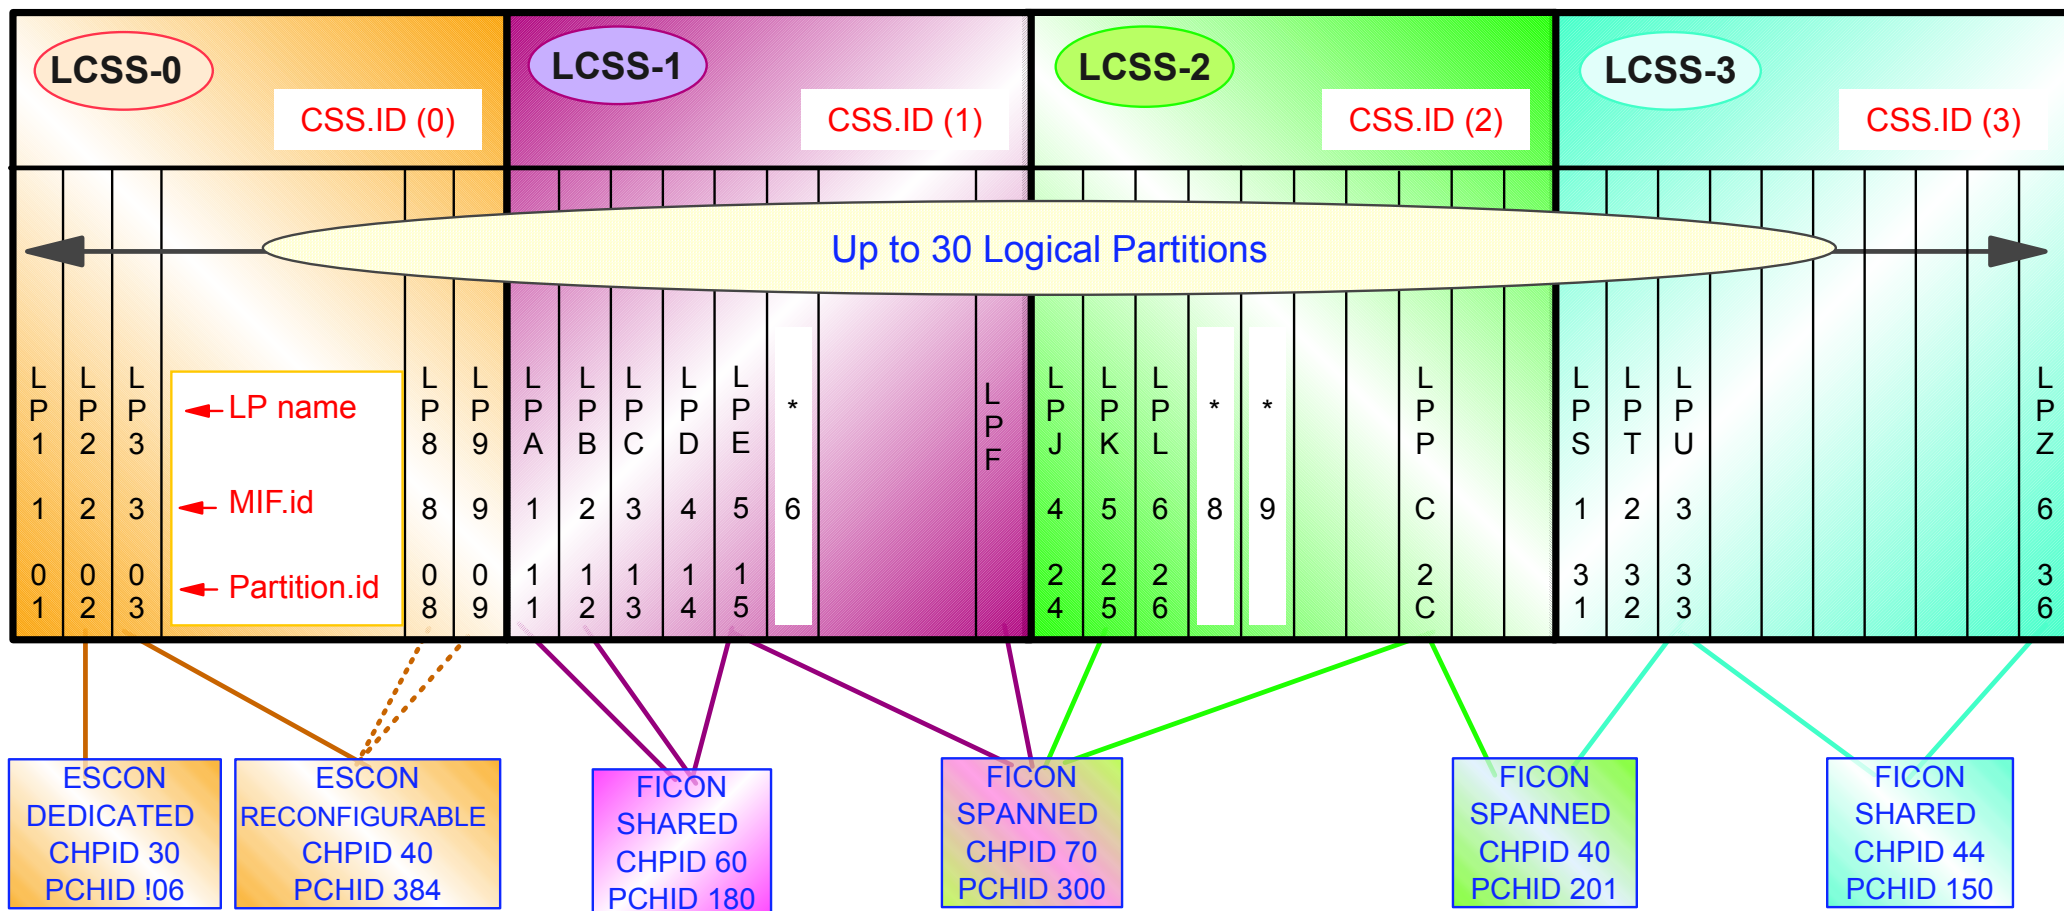 LCSS-0 LCSS-1 LCSS-2 LCSS-3
CSS.ID (0) CSS.ID (1) CSS.ID (2) CSS.ID (3)
Up to 30 Logical Partitions
LP1 LP2 LP3 LP name LP8 LP9 LPA LPB LPC LPD LPE * LPF LPJ LPK LPL * * LPP LPS LPT LPU LPZ
1 2 3 MIF.id 8 9 1 2 3 4 5 6 4 5 6 8 9 C 1 2 3 6
01 02 03 Partition.id 08 09 11 12 13 14 15 24 25 26 2C 31 32 33 36
ESCON
DEDICATED
CHPID 30
PCHID !06
ESCON
RECONFIGURABLE
CHPID 40
PCHID 384
FICON
SHARED
CHPID 60
PCHID 180
FICON
SPANNED
CHPID 70
PCHID 300
FICON
SPANNED
CHPID 40
PCHID 201
FICON
SHARED
CHPID 44
PCHID 150